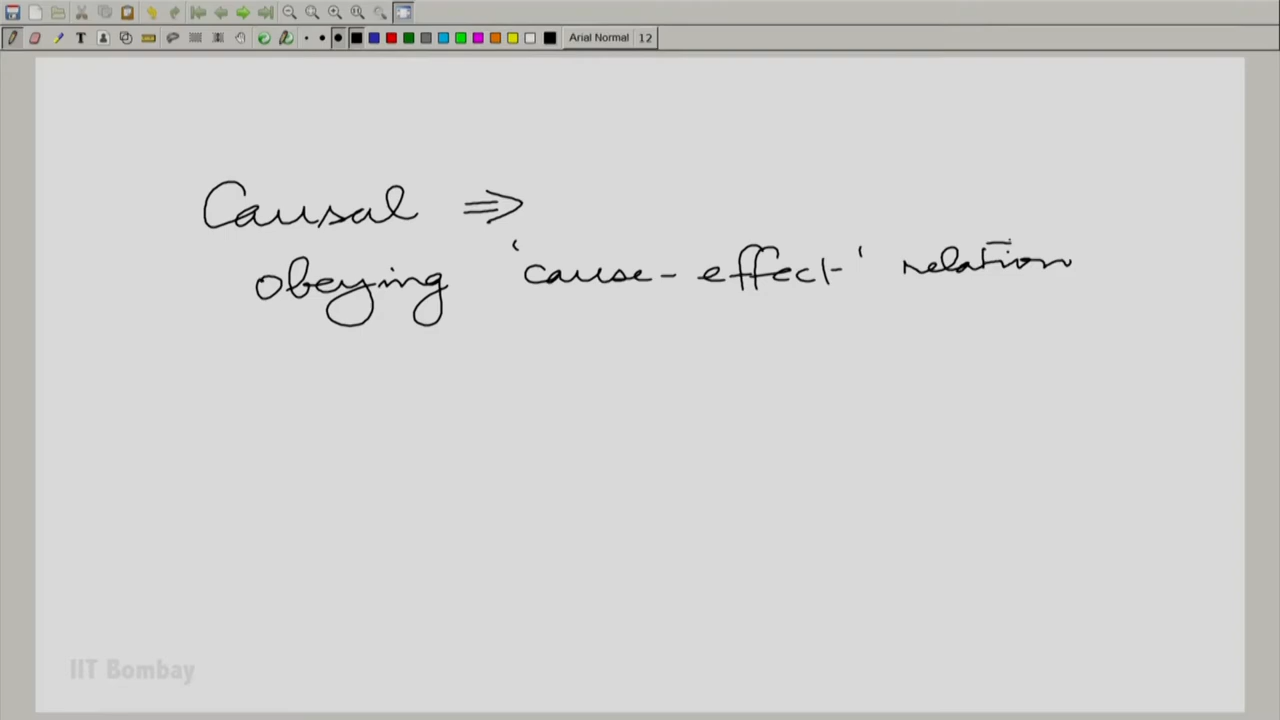 Arial Normal 12
Causal ⇒
obeying 'cause-effect' relation
IIT Bombay